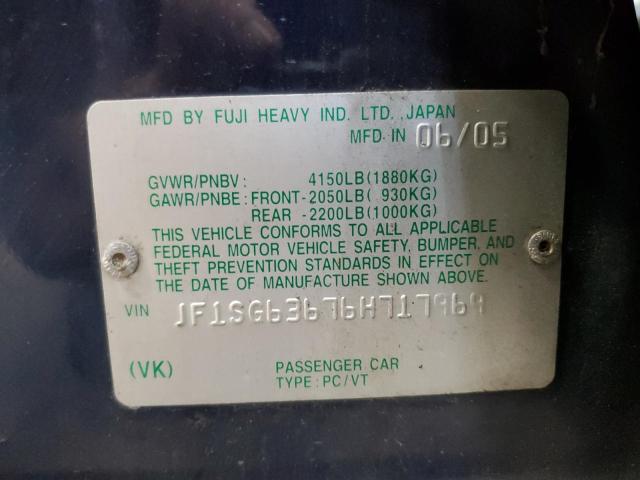 MFD BY FUJI HEAVY IND. LTD. ,JAPAN
MFD IN 06/05
GVWR/PNBV: 4150LB(1880KG)
GAWR/PNBE: FRONT-2050LB( 930KG)
REAR -2200LB(1000KG)
THIS VEHICLE CONFORMS TO ALL APPLICABLE
FEDERAL MOTOR VEHICLE SAFETY, BUMPER, AND
THEFT PREVENTION STANDARDS IN EFFECT ON
THE DATE OF MANUFACTURE SHOWN ABOVE.
VIN JF1SG63676H717969
(VK) PASSENGER CAR
TYPE: PC/VT